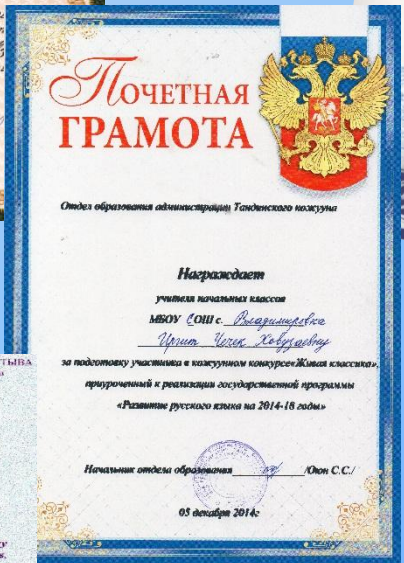 ПОЧЕТНАЯ
ГРАМОТА
Отдел образования администрации Тандинского кожууна
Награждает
учителя начальных классов
МБОУ СОШ с. Владимировка
Иргит Чечек Ховузаевну
за подготовку участника в кожуунном конкурсе«Живая классика»,
приуроченный к реализации государственной программы
«Развитие русского языка на 2014-18 годы»
Начальник отдела образования /Оюн С.С./
05 декабря 2014г
ТЫВА